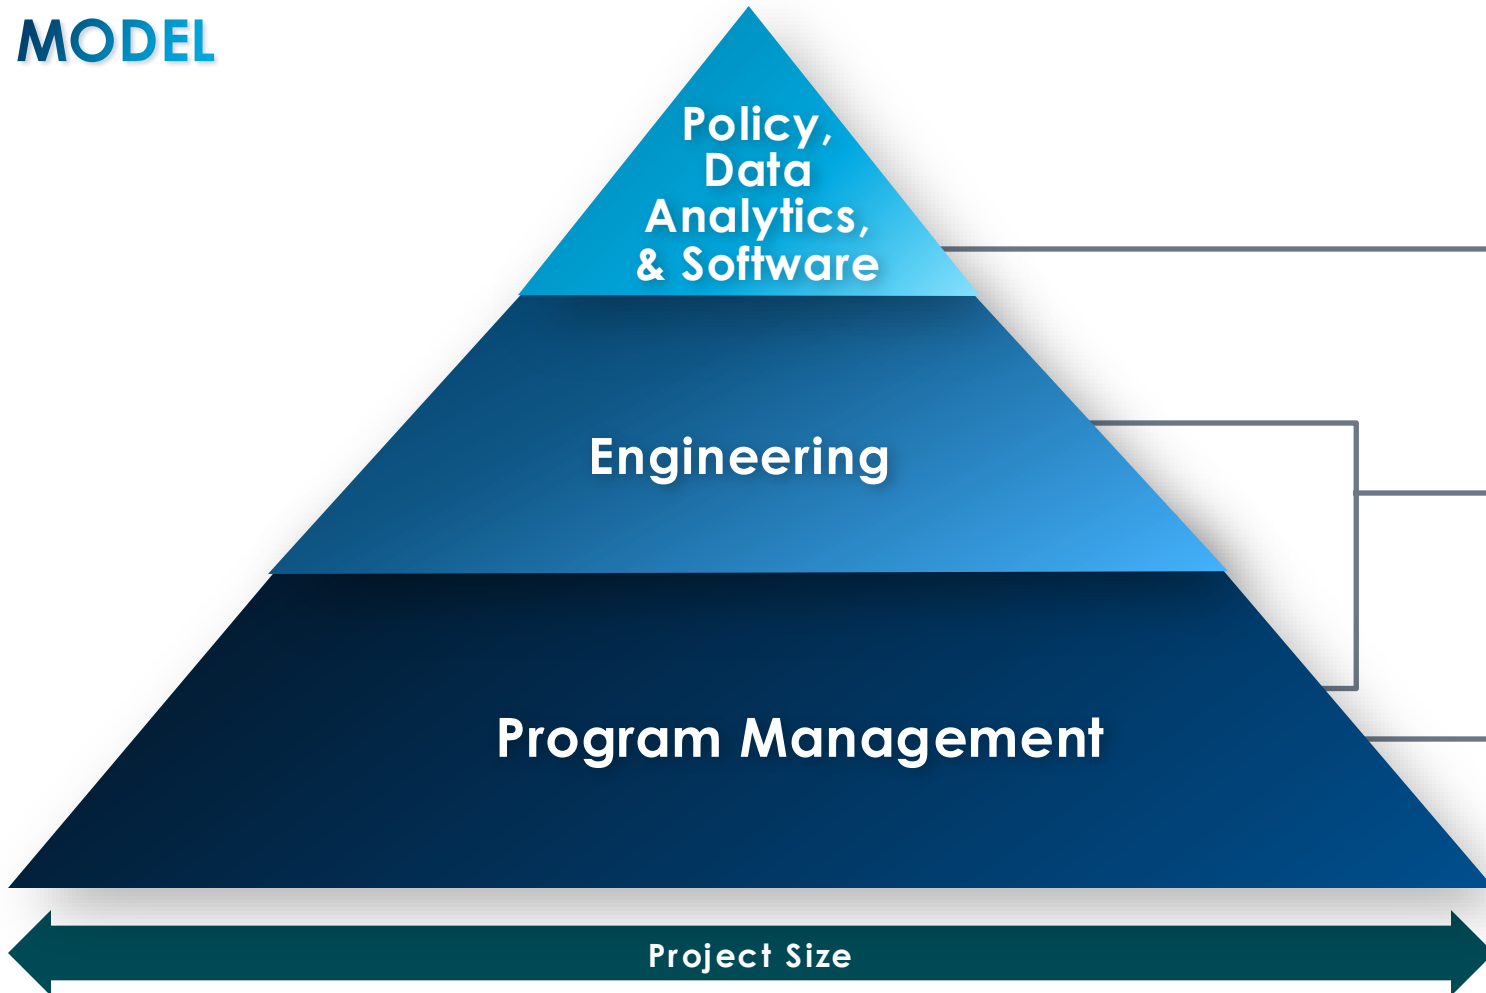 MODEL
Policy,
Data
Analytics,
& Software
Engineering
Program Management
Project Size